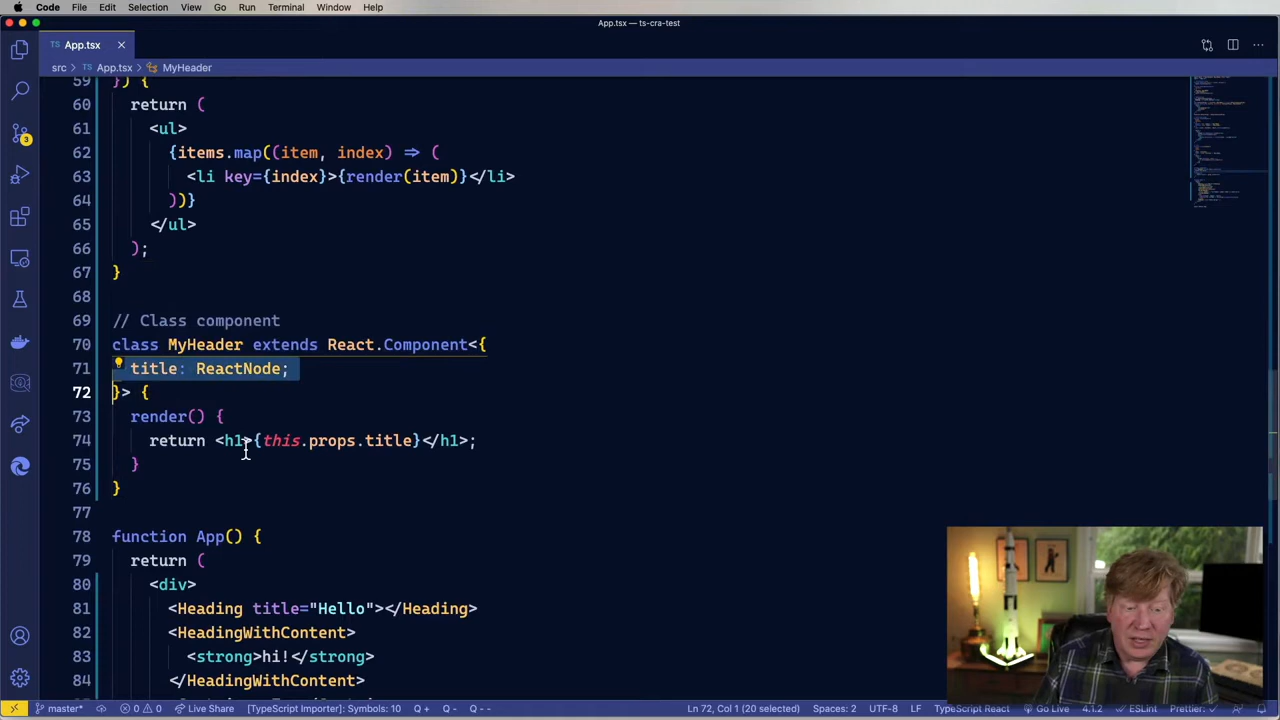 Code File Edit Selection View Go Run Terminal Window Help
App.tsx — ts-cra-test
TS App.tsx ×
src > TS App.tsx > MyHeader
59 }) {
60 return (
61 <ul>
62 {items.map((item, index) => (
63 <li key={index}>{render(item)}</li>
64 ))}
65 </ul>
66 );
67 }
68
69 // Class component
70 class MyHeader extends React.Component<{
71 title: ReactNode;
72 }> {
73 render() {
74 return <h1>{this.props.title}</h1>;
75 }
76 }
77
78 function App() {
79 return (
80 <div>
81 <Heading title="Hello"></Heading>
82 <HeadingWithContent>
83 <strong>hi!</strong>
84 </HeadingWithContent>
3
master* 0 0 Live Share [TypeScript Importer]: Symbols: 10 Q + Q - Q - - Ln 72, Col 1 (20 selected) Spaces: 2 UTF-8 LF TypeScript React Go Live 4.1.2 ESLint Prettier: ✓